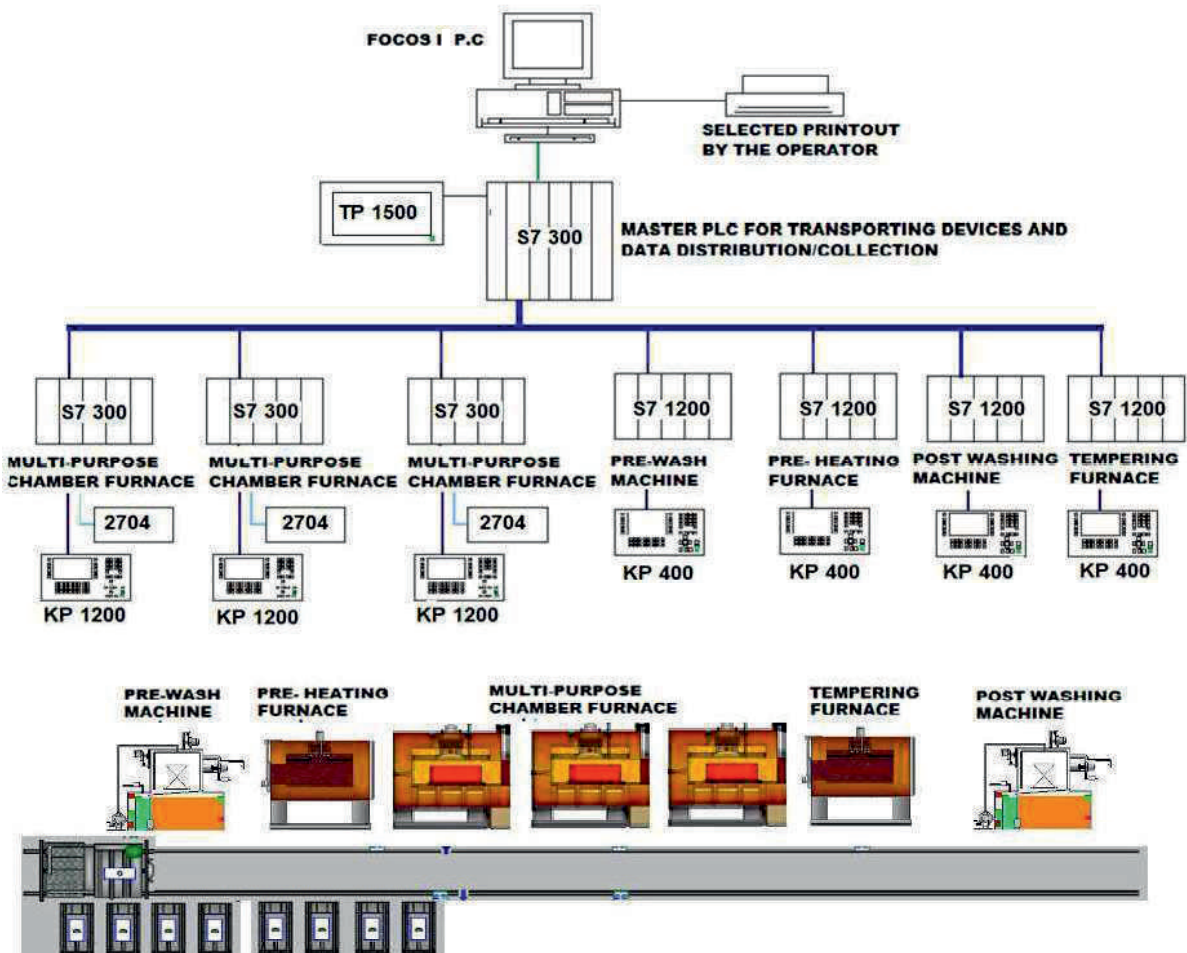 FOCOS I P.C
SELECTED PRINTOUT
BY THE OPERATOR
TP 1500
S7 300
MASTER PLC FOR TRANSPORTING DEVICES AND
DATA DISTRIBUTION/COLLECTION
S7 300
MULTI-PURPOSE
CHAMBER FURNACE
2704
KP 1200
S7 300
MULTI-PURPOSE
CHAMBER FURNACE
2704
KP 1200
S7 300
MULTI-PURPOSE
CHAMBER FURNACE
2704
KP 1200
S7 1200
PRE-WASH
MACHINE
KP 400
S7 1200
PRE- HEATING
FURNACE
KP 400
S7 1200
POST WASHING
MACHINE
KP 400
S7 1200
TEMPERING
FURNACE
KP 400
PRE-WASH
MACHINE
PRE- HEATING
FURNACE
MULTI-PURPOSE
CHAMBER FURNACE
TEMPERING
FURNACE
POST WASHING
MACHINE